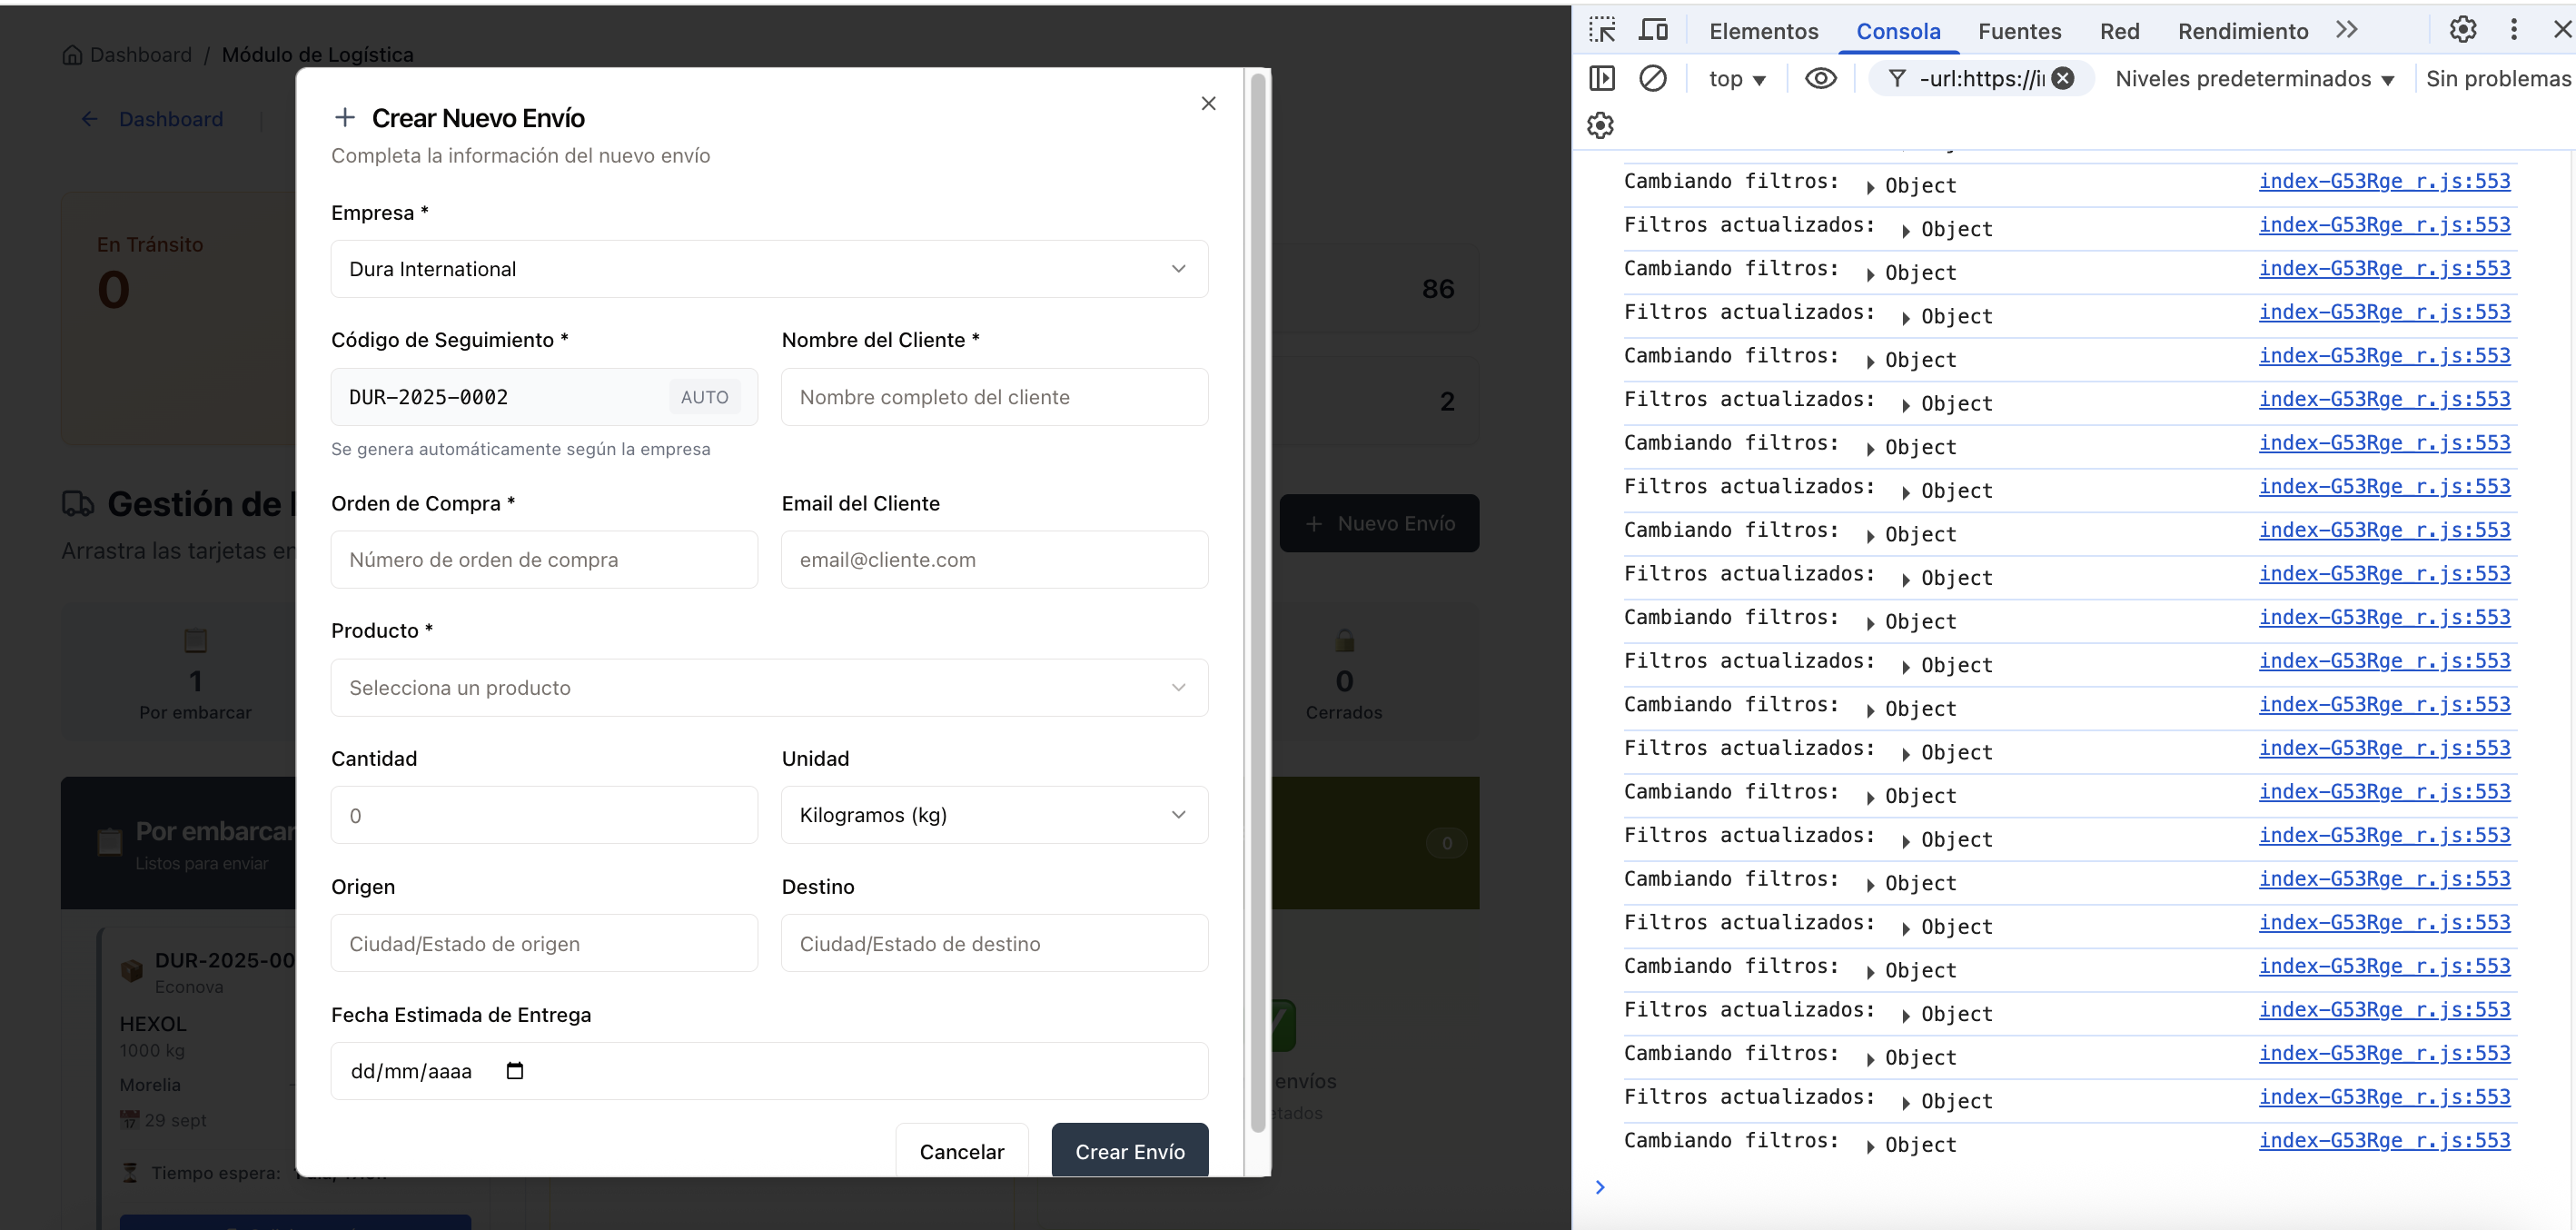 Dashboard / Módulo de Logística
← Dashboard
En Tránsito
0
86
2
Gestión de
Arrastra las tarjetas en
+ Nuevo Envío
1
Por embarcar
0
Cerrados
Por embarcar
Listos para enviar
0
DUR-2025-00
Econova
HEXOL
1000 kg
Morelia
29 sept
Tiempo espera:
envíos
etados
+ Crear Nuevo Envío
Completa la información del nuevo envío
Empresa *
Dura International
Código de Seguimiento *
Nombre del Cliente *
DUR-2025-0002
AUTO
Nombre completo del cliente
Se genera automáticamente según la empresa
Orden de Compra *
Email del Cliente
Número de orden de compra
email@cliente.com
Producto *
Selecciona un producto
Cantidad
Unidad
0
Kilogramos (kg)
Origen
Destino
Ciudad/Estado de origen
Ciudad/Estado de destino
Fecha Estimada de Entrega
dd/mm/aaaa
Cancelar
Crear Envío
Elementos Consola Fuentes Red Rendimiento
top ▼ -url:https://i Niveles predeterminados ▼ Sin problemas
Cambiando filtros: ▶ Object index-G53Rge_r.js:553
Filtros actualizados: ▶ Object index-G53Rge_r.js:553
Cambiando filtros: ▶ Object index-G53Rge_r.js:553
Filtros actualizados: ▶ Object index-G53Rge_r.js:553
Cambiando filtros: ▶ Object index-G53Rge_r.js:553
Filtros actualizados: ▶ Object index-G53Rge_r.js:553
Cambiando filtros: ▶ Object index-G53Rge_r.js:553
Filtros actualizados: ▶ Object index-G53Rge_r.js:553
Cambiando filtros: ▶ Object index-G53Rge_r.js:553
Filtros actualizados: ▶ Object index-G53Rge_r.js:553
Cambiando filtros: ▶ Object index-G53Rge_r.js:553
Filtros actualizados: ▶ Object index-G53Rge_r.js:553
Cambiando filtros: ▶ Object index-G53Rge_r.js:553
Filtros actualizados: ▶ Object index-G53Rge_r.js:553
Cambiando filtros: ▶ Object index-G53Rge_r.js:553
Filtros actualizados: ▶ Object index-G53Rge_r.js:553
Cambiando filtros: ▶ Object index-G53Rge_r.js:553
Filtros actualizados: ▶ Object index-G53Rge_r.js:553
Cambiando filtros: ▶ Object index-G53Rge_r.js:553
Filtros actualizados: ▶ Object index-G53Rge_r.js:553
Cambiando filtros: ▶ Object index-G53Rge_r.js:553
Filtros actualizados: ▶ Object index-G53Rge_r.js:553
Cambiando filtros: ▶ Object index-G53Rge_r.js:553